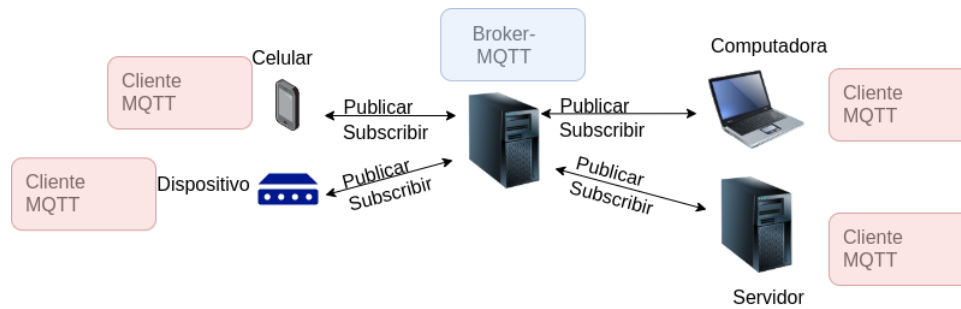 Broker-
MQTT
Celular
Cliente
MQTT
Publicar
Subscribir
Dispositivo
Cliente
MQTT
Publicar
Subscribir
Computadora
Cliente
MQTT
Publicar
Subscribir
Publicar
Subscribir
Cliente
MQTT
Servidor